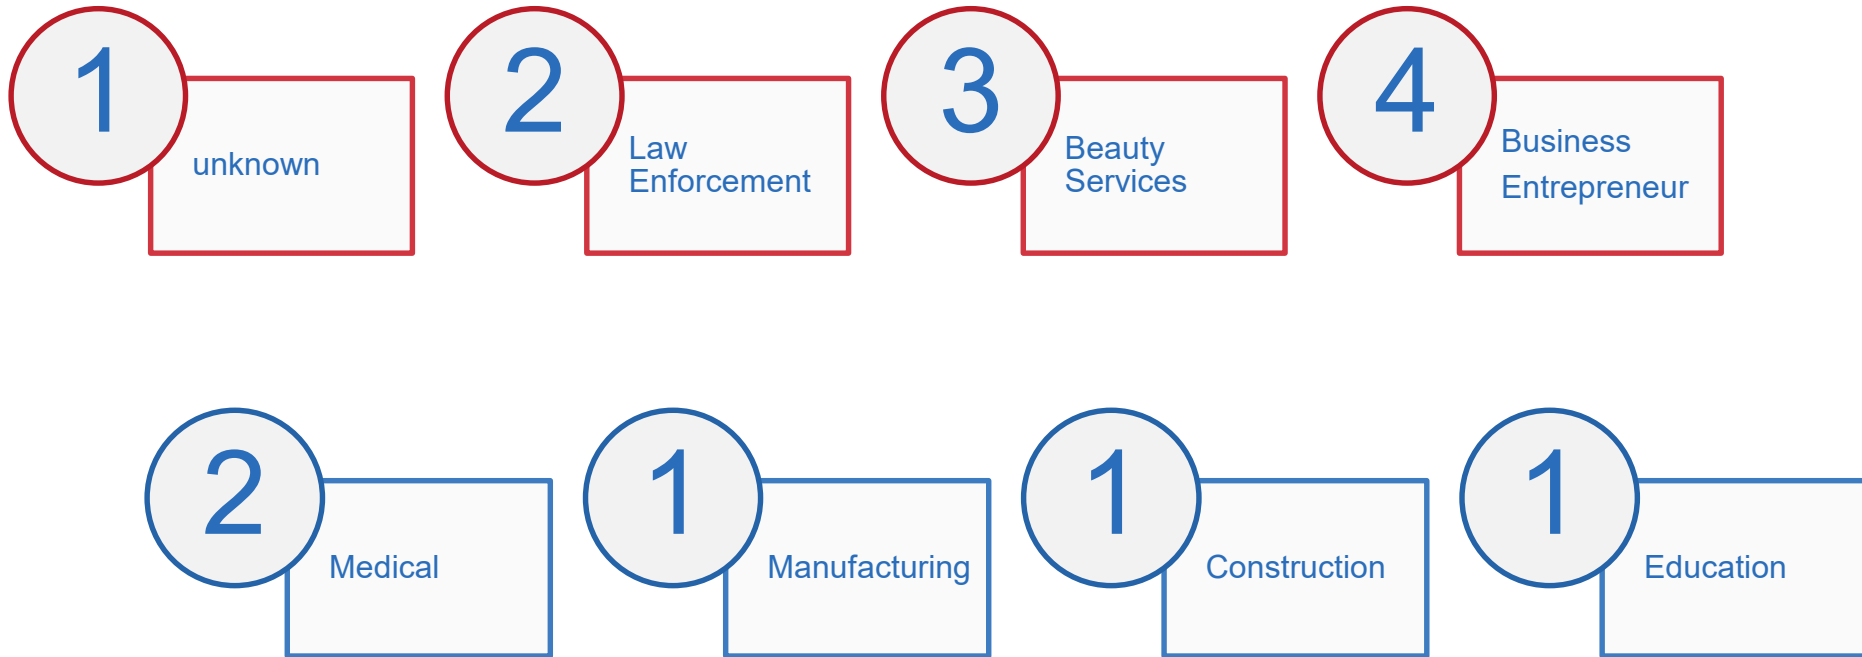 1
unknown
2
Law
Enforcement
3
Beauty
Services
4
Business
Entrepreneur
2
Medical
1
Manufacturing
1
Construction
1
Education